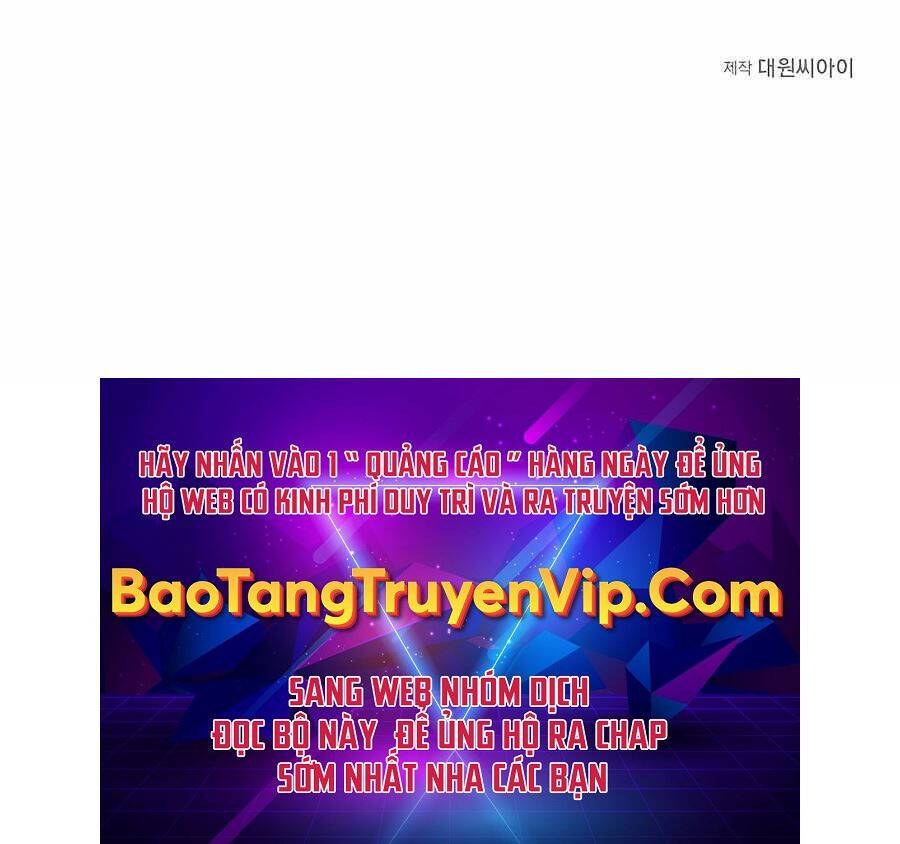 제작 대원씨아이
HÃY NHẤN VÀO 1 “ QUẢNG CÁO ” HÀNG NGÀY ĐỂ ỦNG
HỘ WEB CÓ KINH PHÍ DUY TRÌ VÀ RA TRUYỆN SỚM HƠN
BaoTangTruyenVip.Com
SANG WEB NHÓM DỊCH
ĐỌC BỘ NÀY ĐỂ ỦNG HỘ RA CHAP
SỚM NHẤT NHA CÁC BẠN